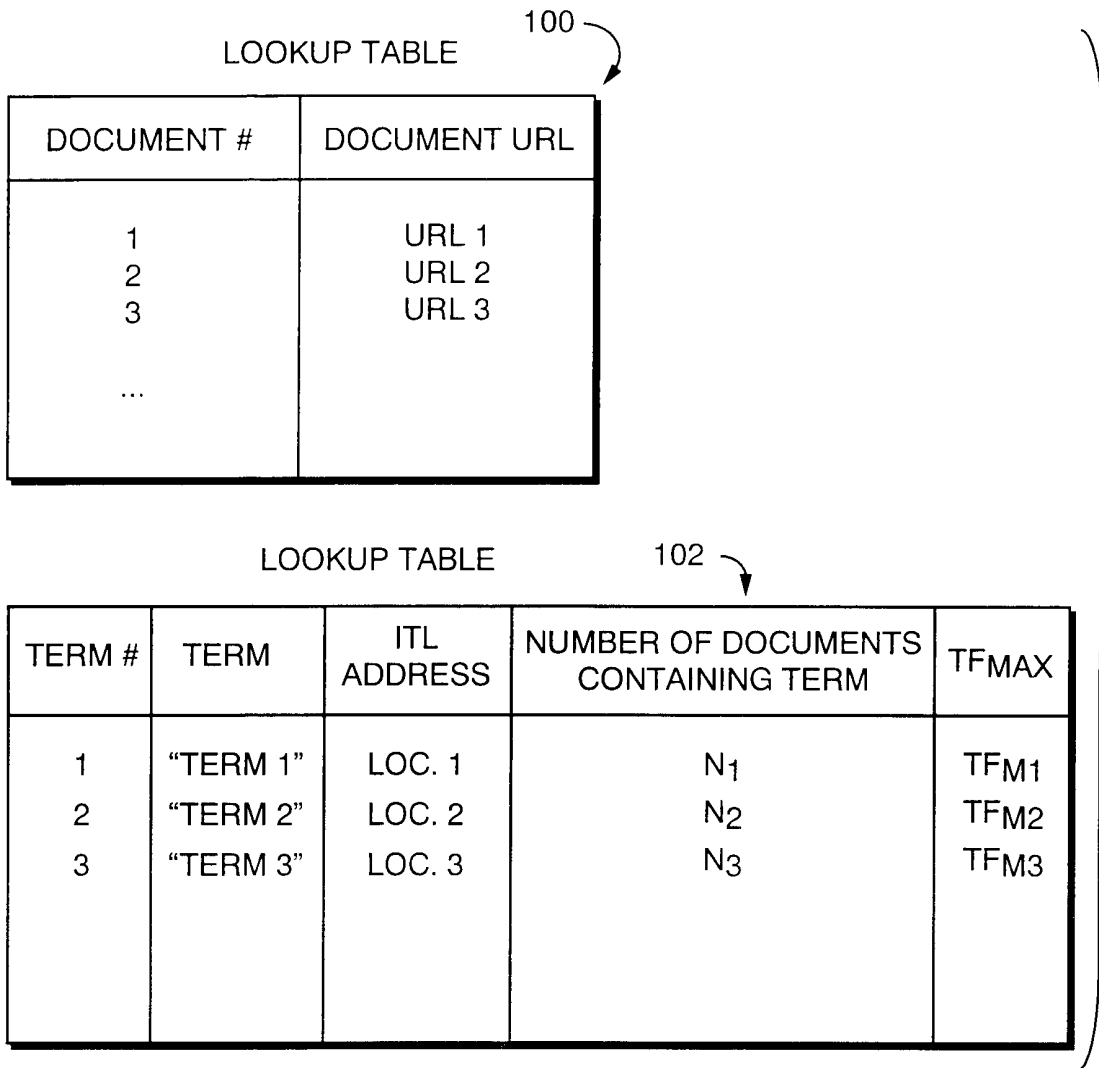 100
LOOKUP TABLE
DOCUMENT # DOCUMENT URL
1 URL 1
2 URL 2
3 URL 3
...
LOOKUP TABLE 102
TERM # TERM ITL ADDRESS NUMBER OF DOCUMENTS CONTAINING TERM TFMAX
1 “TERM 1” LOC. 1 N1 TFM1
2 “TERM 2” LOC. 2 N2 TFM2
3 “TERM 3” LOC. 3 N3 TFM3